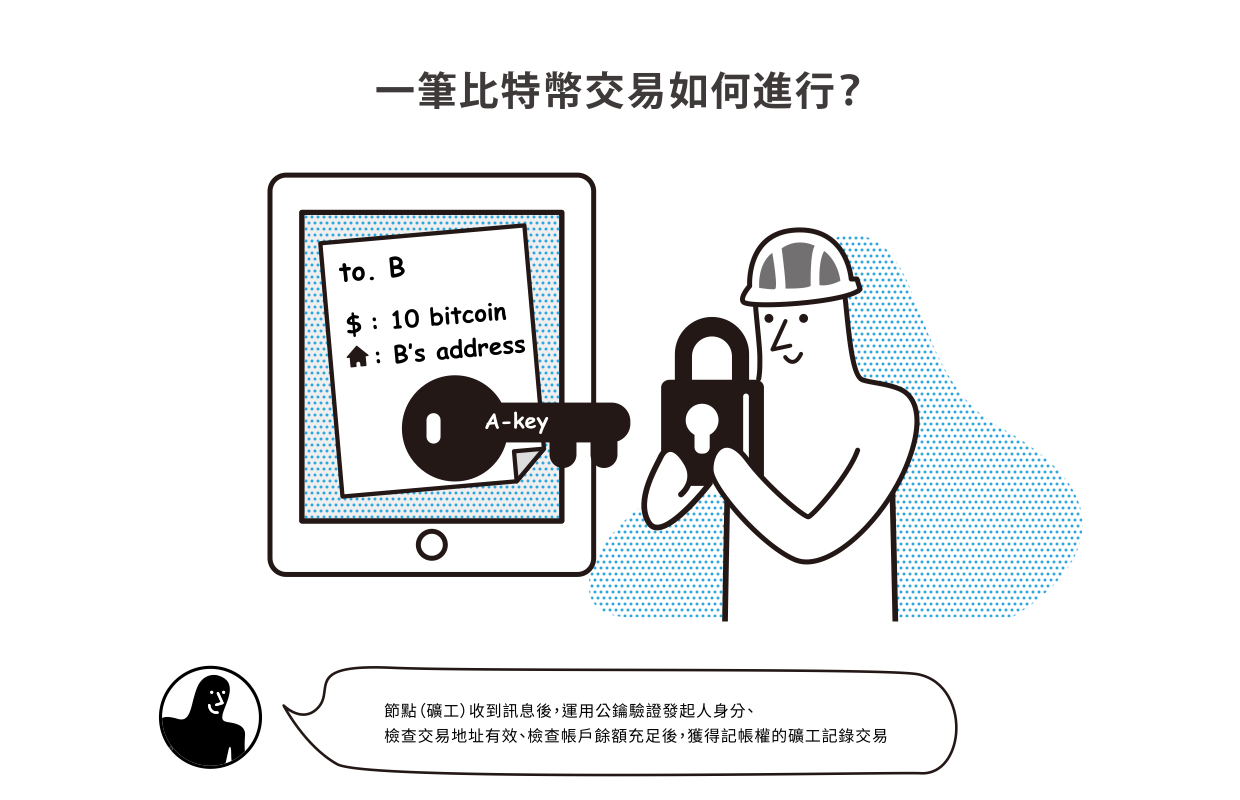 一筆比特幣交易如何進行？
to. B
$ : 10 bitcoin
: B's address
A-key
節點（礦工）收到訊息後，運用公鑰驗證發起人身分、
檢查交易地址有效、檢查帳戶餘額充足後，獲得記帳權的礦工記錄交易